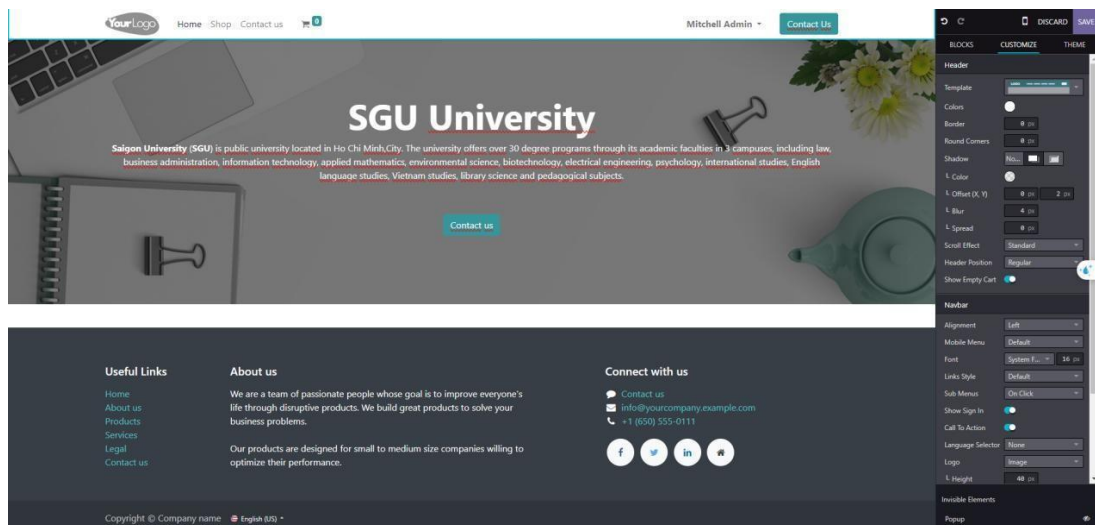 YourLogo
Home Shop Contact us 0
Mitchell Admin
Contact Us
DISCARD SAVE
BLOCKS CUSTOMIZE THEME
SGU University
Saigon University (SGU) is public university located in Ho Chi Minh,City. The university offers over 30 degree programs through its academic faculties in 3 campuses, including law,
business administration, information technology, applied mathematics, environmental science, biotechnology, electrical engineering, psychology, international studies, English
language studies, Vietnam studies, library science and pedagogical subjects.
Contact us
Header
Template
Colors
Border 0 px
Round Corners 0 px
Shadow No...
└ Color
└ Offset (X, Y) 0 px 2 px
└ Blur 4 px
└ Spread 0 px
Scroll Effect Standard
Header Position Regular
Show Empty Cart
Navbar
Alignment Left
Mobile Menu Default
Font System F... 16 px
Links Style Default
Sub Menus On Click
Show Sign In
Call To Action
Language Selector None
Logo Image
└ Height 40 px
Invisible Elements
Popup
Useful Links
Home
About us
Products
Services
Legal
Contact us
About us
We are a team of passionate people whose goal is to improve everyone's
life through disruptive products. We build great products to solve your
business problems.
Our products are designed for small to medium size companies willing to
optimize their performance.
Connect with us
Contact us
info@yourcompany.example.com
+1 (650) 555-0111
Copyright © Company name English (US)